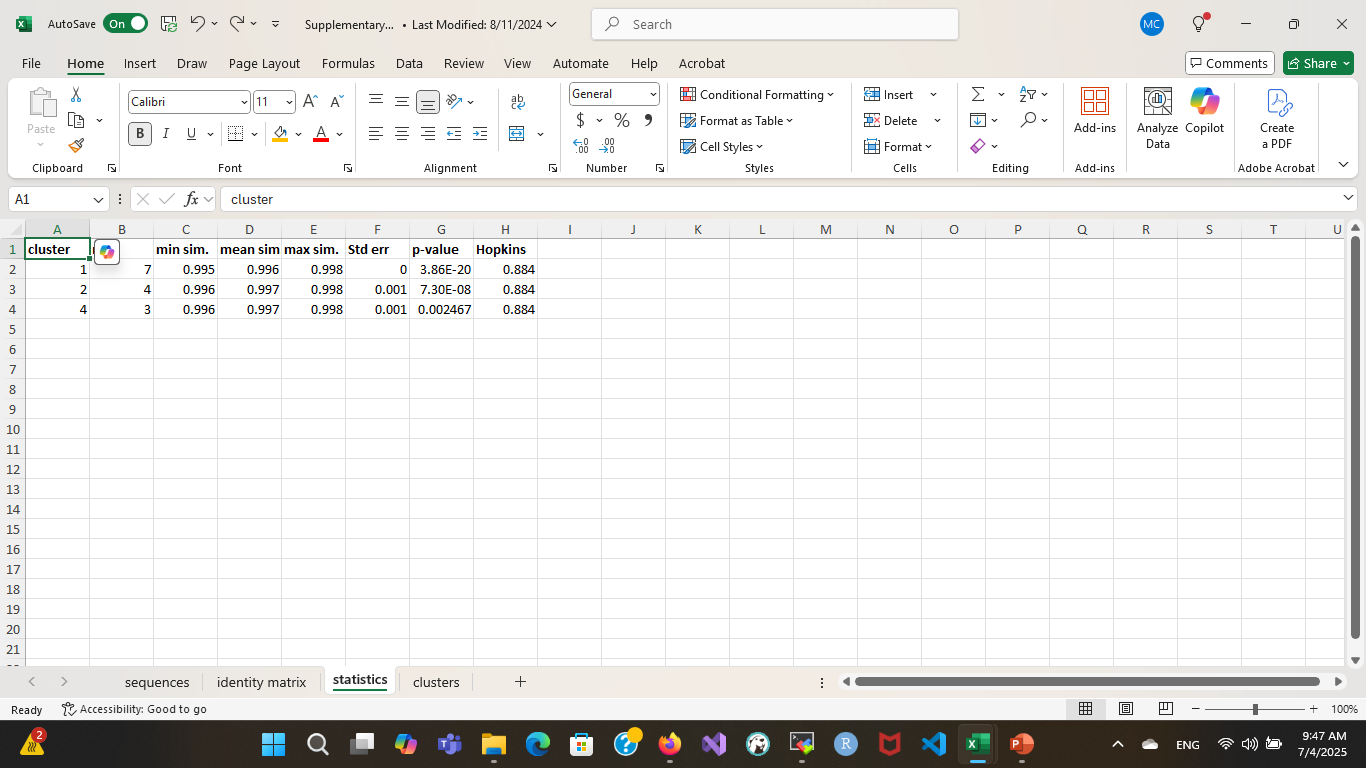 AutoSave On Supplementary... • Last Modified: 8/11/2024 Search MC
File Home Insert Draw Page Layout Formulas Data Review View Automate Help Acrobat Comments Share
Paste Calibri 11 A A ab General Conditional Formatting Insert Add-ins Analyze Data Copilot Create a PDF
B I U A $ % Format as Table Delete
Cell Styles Format
Clipboard Font Alignment Number Styles Cells Editing Add-ins Adobe Acrobat
A1 fx cluster
A B C D E F G H I J K L M N O P Q R S T U
1 cluster min sim. mean sim max sim. Std err p-value Hopkins
2 1 7 0.995 0.996 0.998 0 3.86E-20 0.884
3 2 4 0.996 0.997 0.998 0.001 7.30E-08 0.884
4 4 3 0.996 0.997 0.998 0.001 0.002467 0.884
5
6
7
8
9
10
11
12
13
14
15
16
17
18
19
20
21
sequences identity matrix statistics clusters
Ready Accessibility: Good to go 100%
2 ENG 9:47 AM
7/4/2025